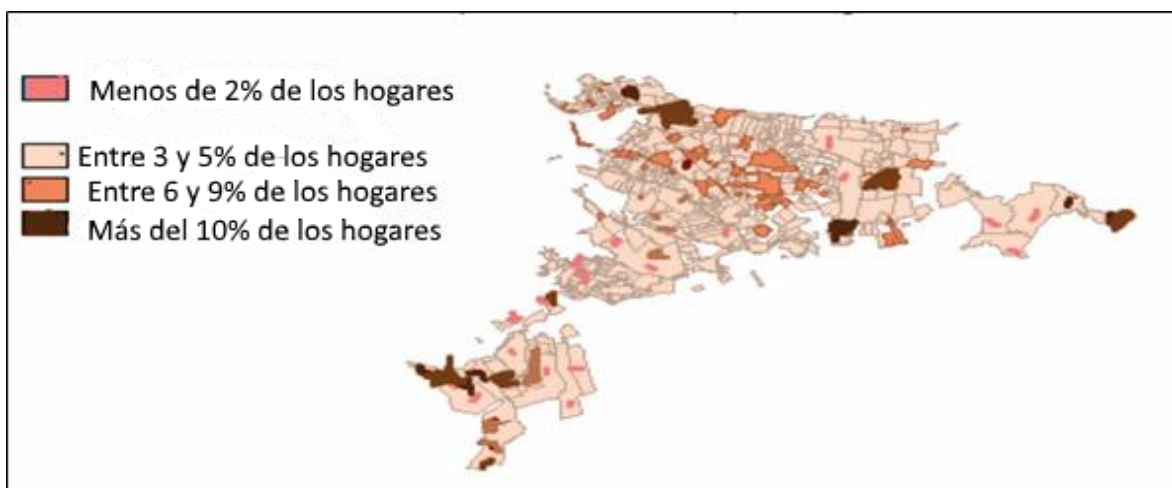 Menos de 2% de los hogares
Entre 3 y 5% de los hogares
Entre 6 y 9% de los hogares
Más del 10% de los hogares